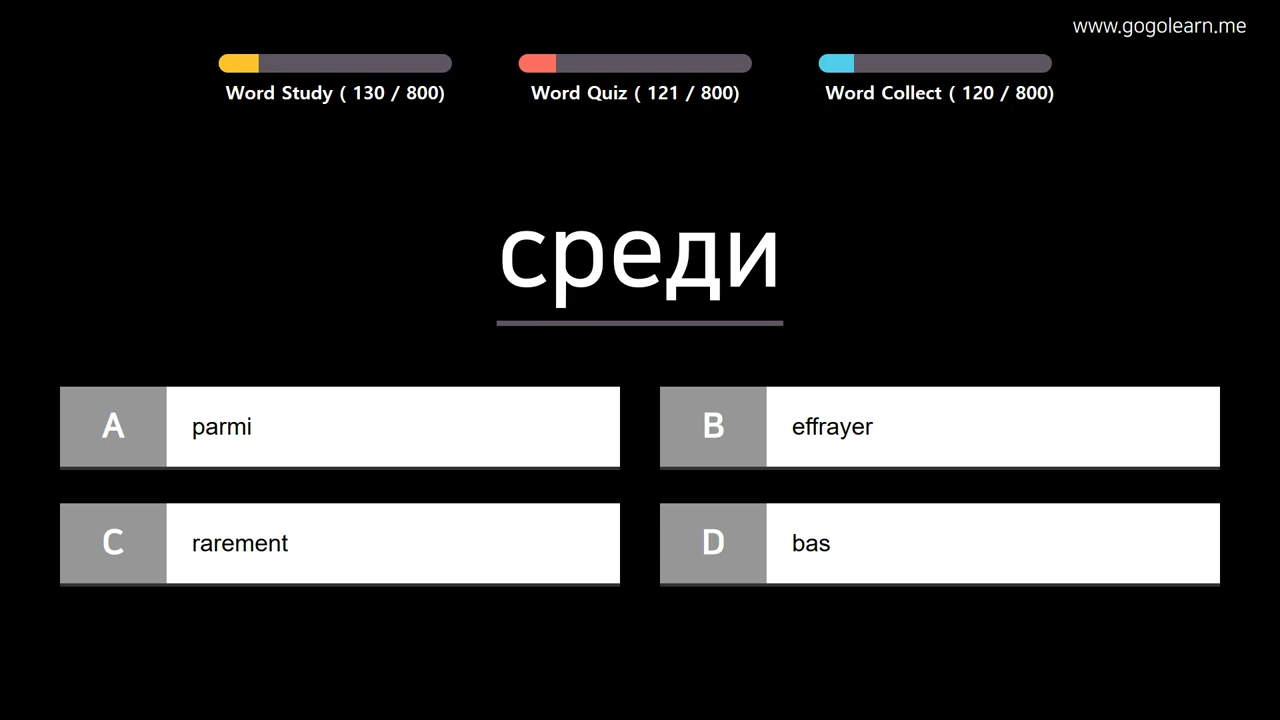 www.gogolearn.me
Word Study ( 130 / 800)
Word Quiz ( 121 / 800)
Word Collect ( 120 / 800)
среди
A parmi
B effrayer
C rarement
D bas